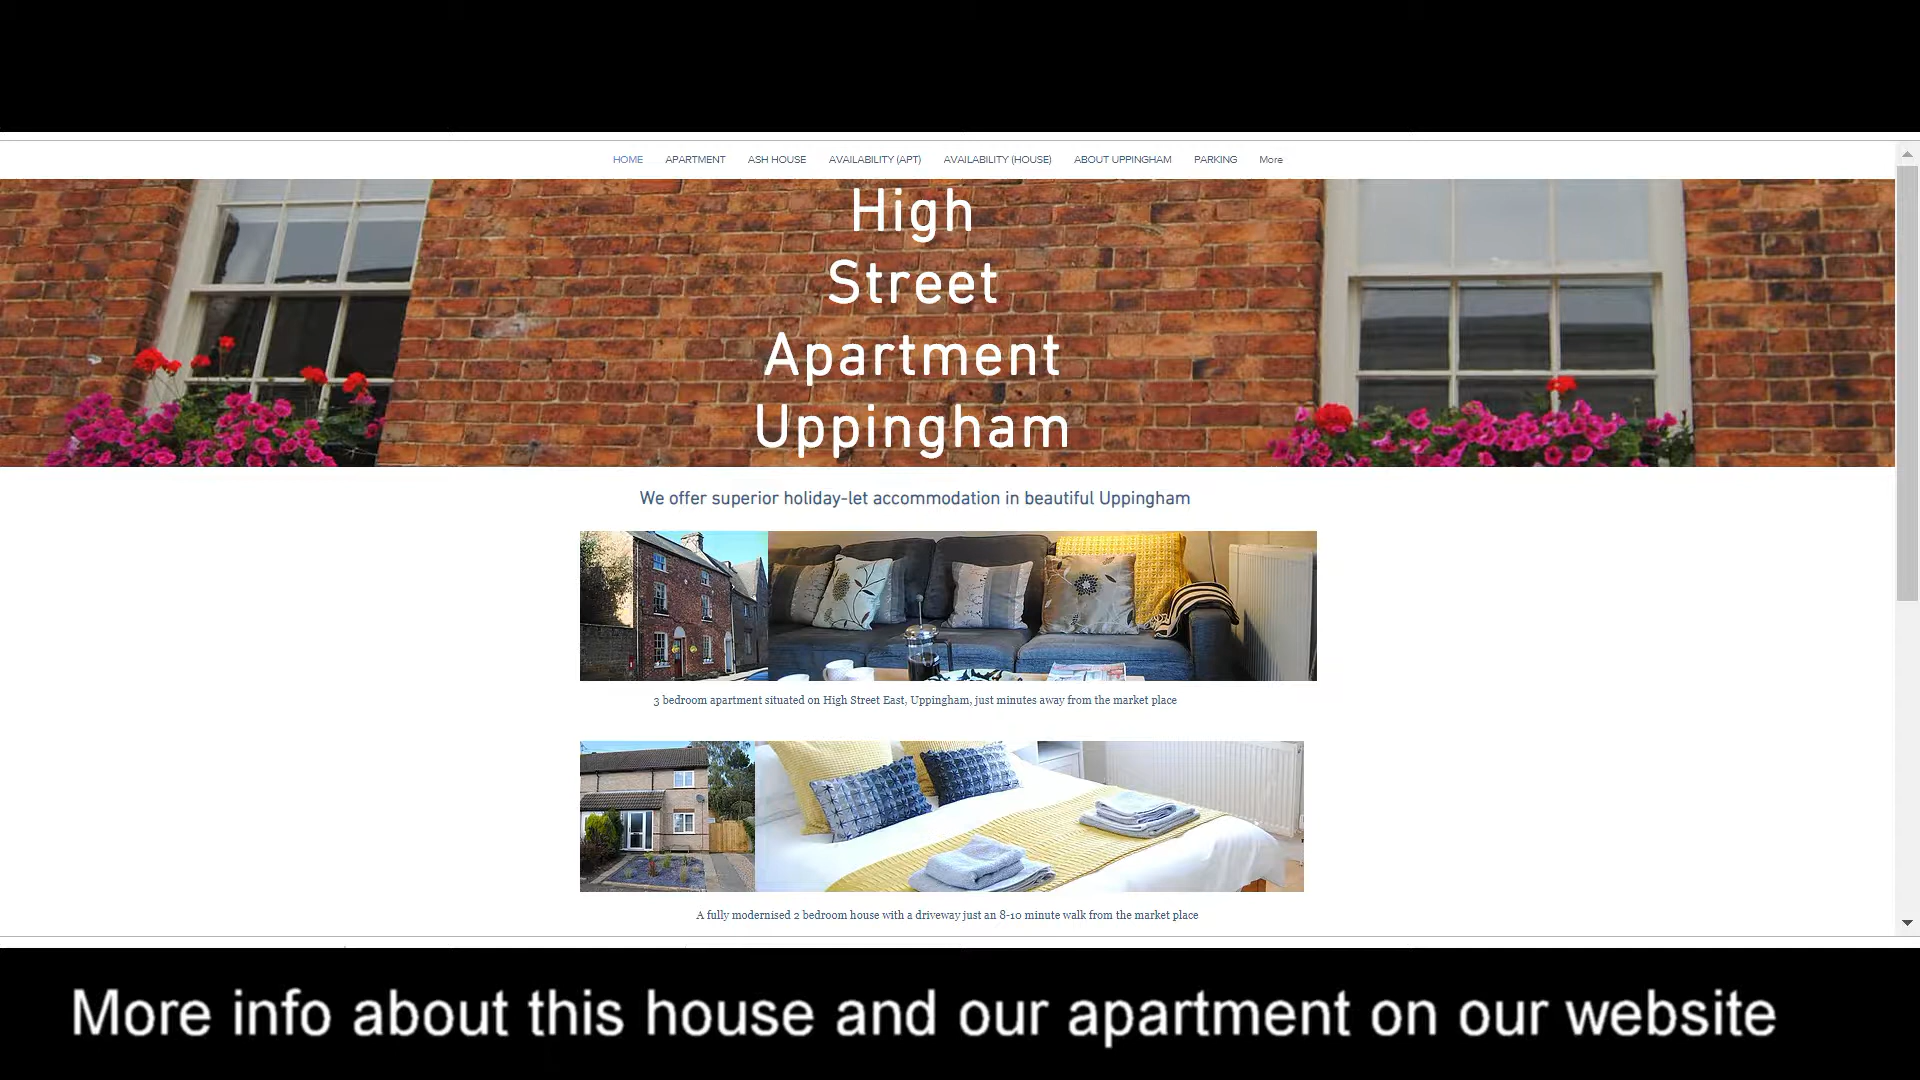 HOME APARTMENT ASH HOUSE AVAILABILITY (APT) AVAILABILITY (HOUSE) ABOUT UPPINGHAM PARKING More
High
Street
Apartment
Uppingham
We offer superior holiday-let accommodation in beautiful Uppingham
3 bedroom apartment situated on High Street East, Uppingham, just minutes away from the market place
A fully modernised 2 bedroom house with a driveway just an 8-10 minute walk from the market place
More info about this house and our apartment on our website